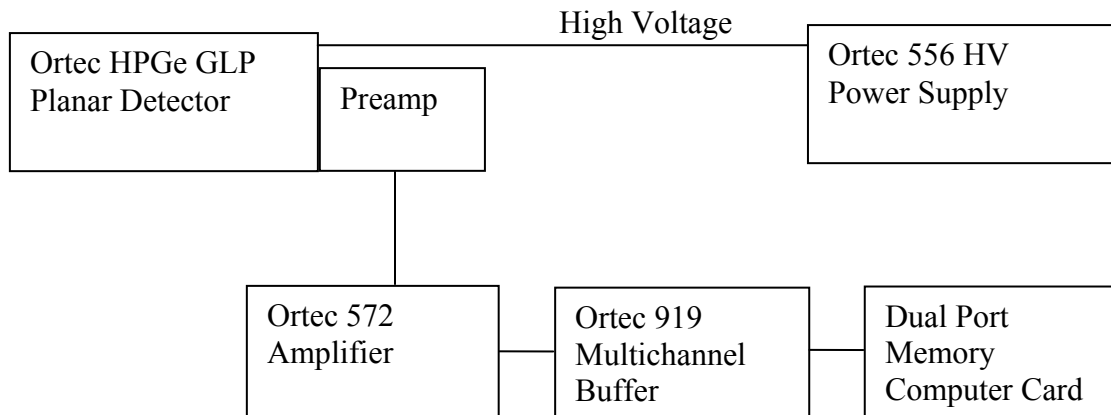 High Voltage
Ortec HPGe GLP
Planar Detector
Preamp
Ortec 556 HV
Power Supply
Ortec 572
Amplifier
Ortec 919
Multichannel
Buffer
Dual Port
Memory
Computer Card